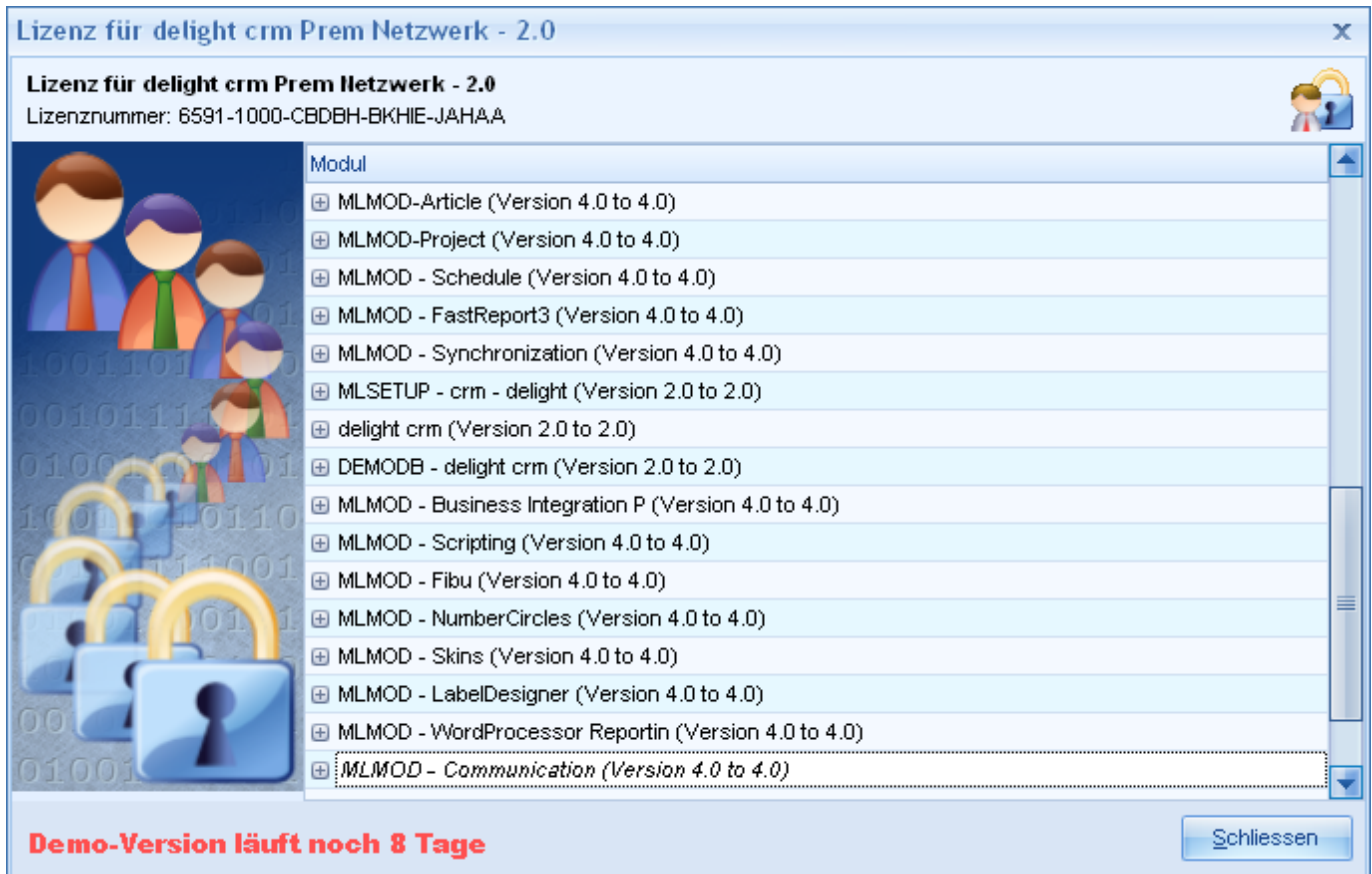 Lizenz für delight crm Prem Netzwerk - 2.0
Lizenz für delight crm Prem Netzwerk - 2.0
Lizenznummer: 6591-1000-CBDBH-BKHIE-JAHAA
Modul
MLMOD-Article (Version 4.0 to 4.0)
MLMOD-Project (Version 4.0 to 4.0)
MLMOD - Schedule (Version 4.0 to 4.0)
MLMOD - FastReport3 (Version 4.0 to 4.0)
MLMOD - Synchronization (Version 4.0 to 4.0)
MLSETUP - crm - delight (Version 2.0 to 2.0)
delight crm (Version 2.0 to 2.0)
DEMODB - delight crm (Version 2.0 to 2.0)
MLMOD - Business Integration P (Version 4.0 to 4.0)
MLMOD - Scripting (Version 4.0 to 4.0)
MLMOD - Fibu (Version 4.0 to 4.0)
MLMOD - NumberCircles (Version 4.0 to 4.0)
MLMOD - Skins (Version 4.0 to 4.0)
MLMOD - LabelDesigner (Version 4.0 to 4.0)
MLMOD - WordProcessor Reportin (Version 4.0 to 4.0)
MLMOD - Communication (Version 4.0 to 4.0)
Demo-Version läuft noch 8 Tage
Schliessen